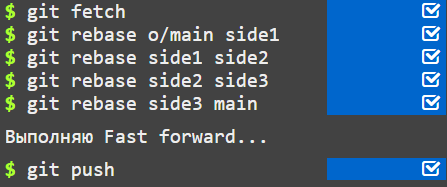 $ git fetch
$ git rebase o/main side1
$ git rebase side1 side2
$ git rebase side2 side3
$ git rebase side3 main
Выполняю Fast forward...
$ git push